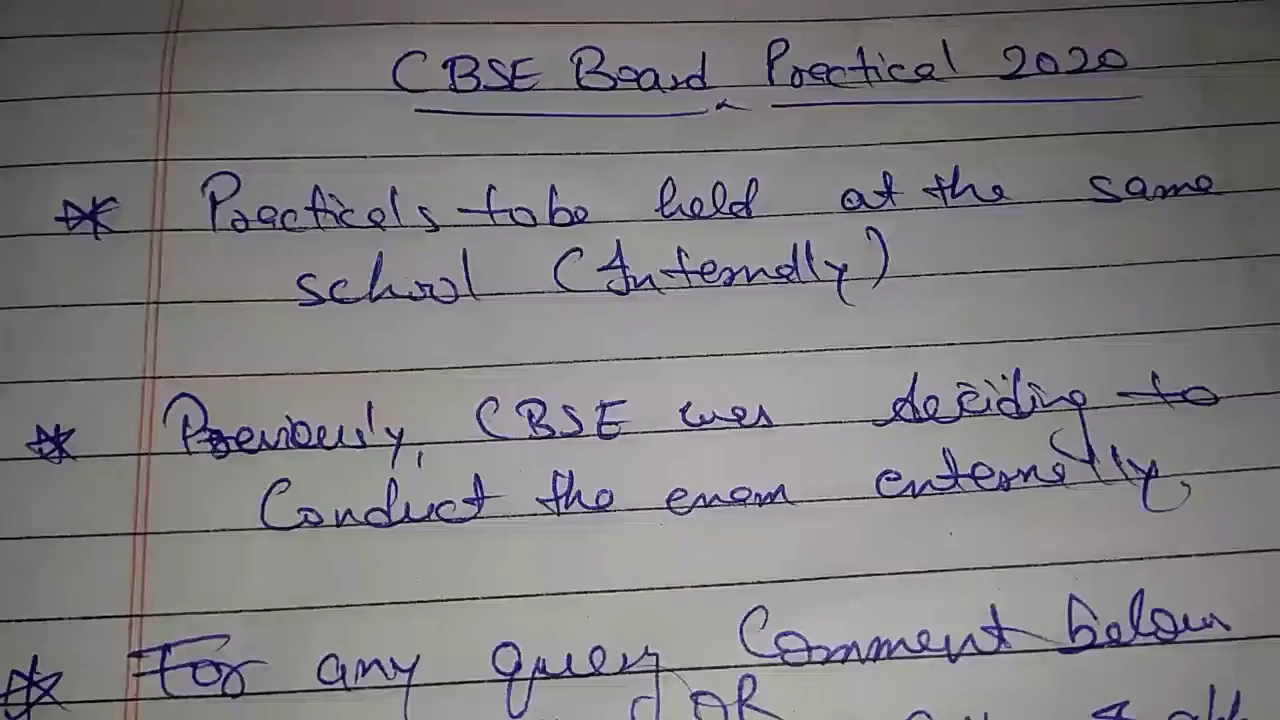 CBSE Board Practical 2020
* Practicals to be held at the same
school (Internally)
* Previously, CBSE was deciding to
Conduct the exam externally,
* For any query Comment below
OR